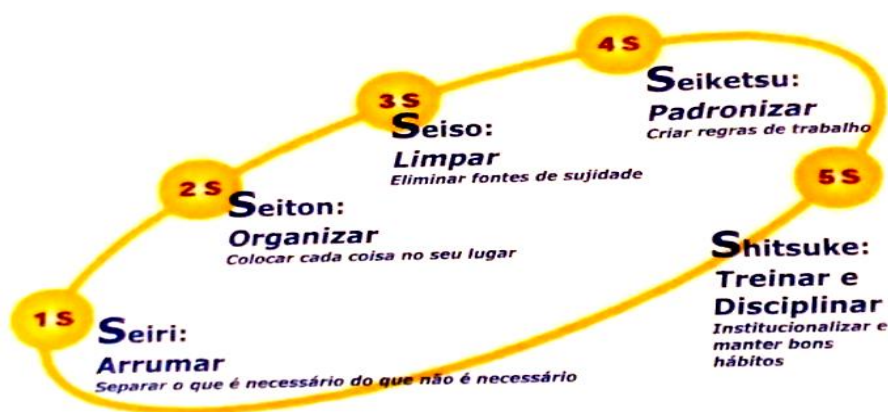 1 S
Seiri:
Arrumar
Separar o que é necessário do que não é necessário
2 S
Seiton:
Organizar
Colocar cada coisa no seu lugar
3 S
Seiso:
Limpar
Eliminar fontes de sujidade
4 S
Seiketsu:
Padronizar
Criar regras de trabalho
5 S
Shitsuke:
Treinar e
Disciplinar
Institucionalizar e
manter bons
hábitos